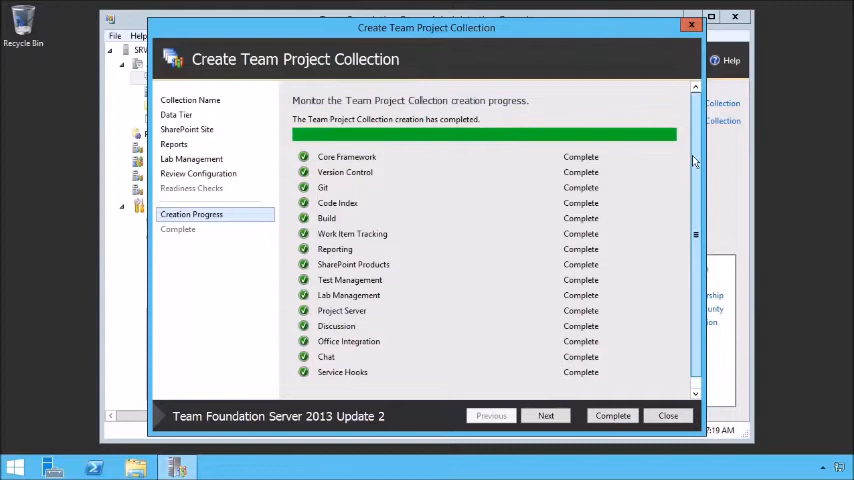 Recycle Bin
File Help
Create Team Project Collection
Help
Create Team Project Collection
Collection
Collection
Collection Name
Data Tier
SharePoint Site
Reports
Lab Management
Review Configuration
Readiness Checks
Creation Progress
Complete
Monitor the Team Project Collection creation progress.
The Team Project Collection creation has completed.
Core Framework Complete
Version Control Complete
Git Complete
Code Index Complete
Build Complete
Work Item Tracking Complete
Reporting Complete
SharePoint Products Complete
Test Management Complete
Lab Management Complete
Project Server Complete
Discussion Complete
Office Integration Complete
Chat Complete
Service Hooks Complete
Team Foundation Server 2013 Update 2
Previous Next Complete Close
7:19 AM